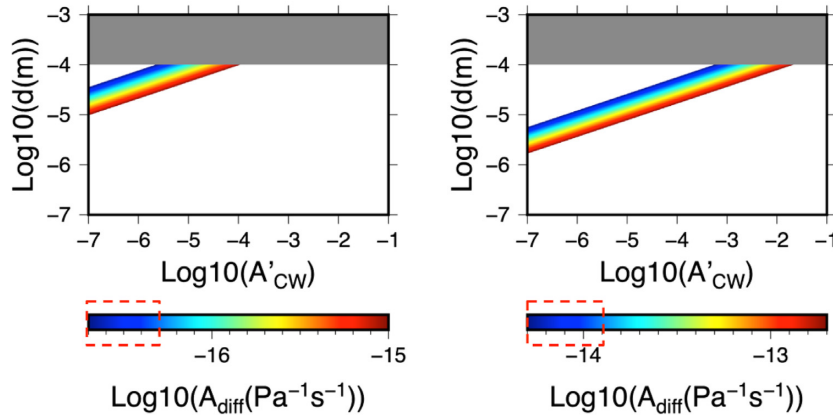 Log10(d(m))
−3
−4
−5
−6
−7
−7 −6 −5 −4 −3 −2 −1
Log10(A'CW)
−16 −15
Log10(Adiff(Pa−1s−1))
Log10(d(m))
−3
−4
−5
−6
−7
−7 −6 −5 −4 −3 −2 −1
Log10(A'CW)
−14 −13
Log10(Adiff(Pa−1s−1))